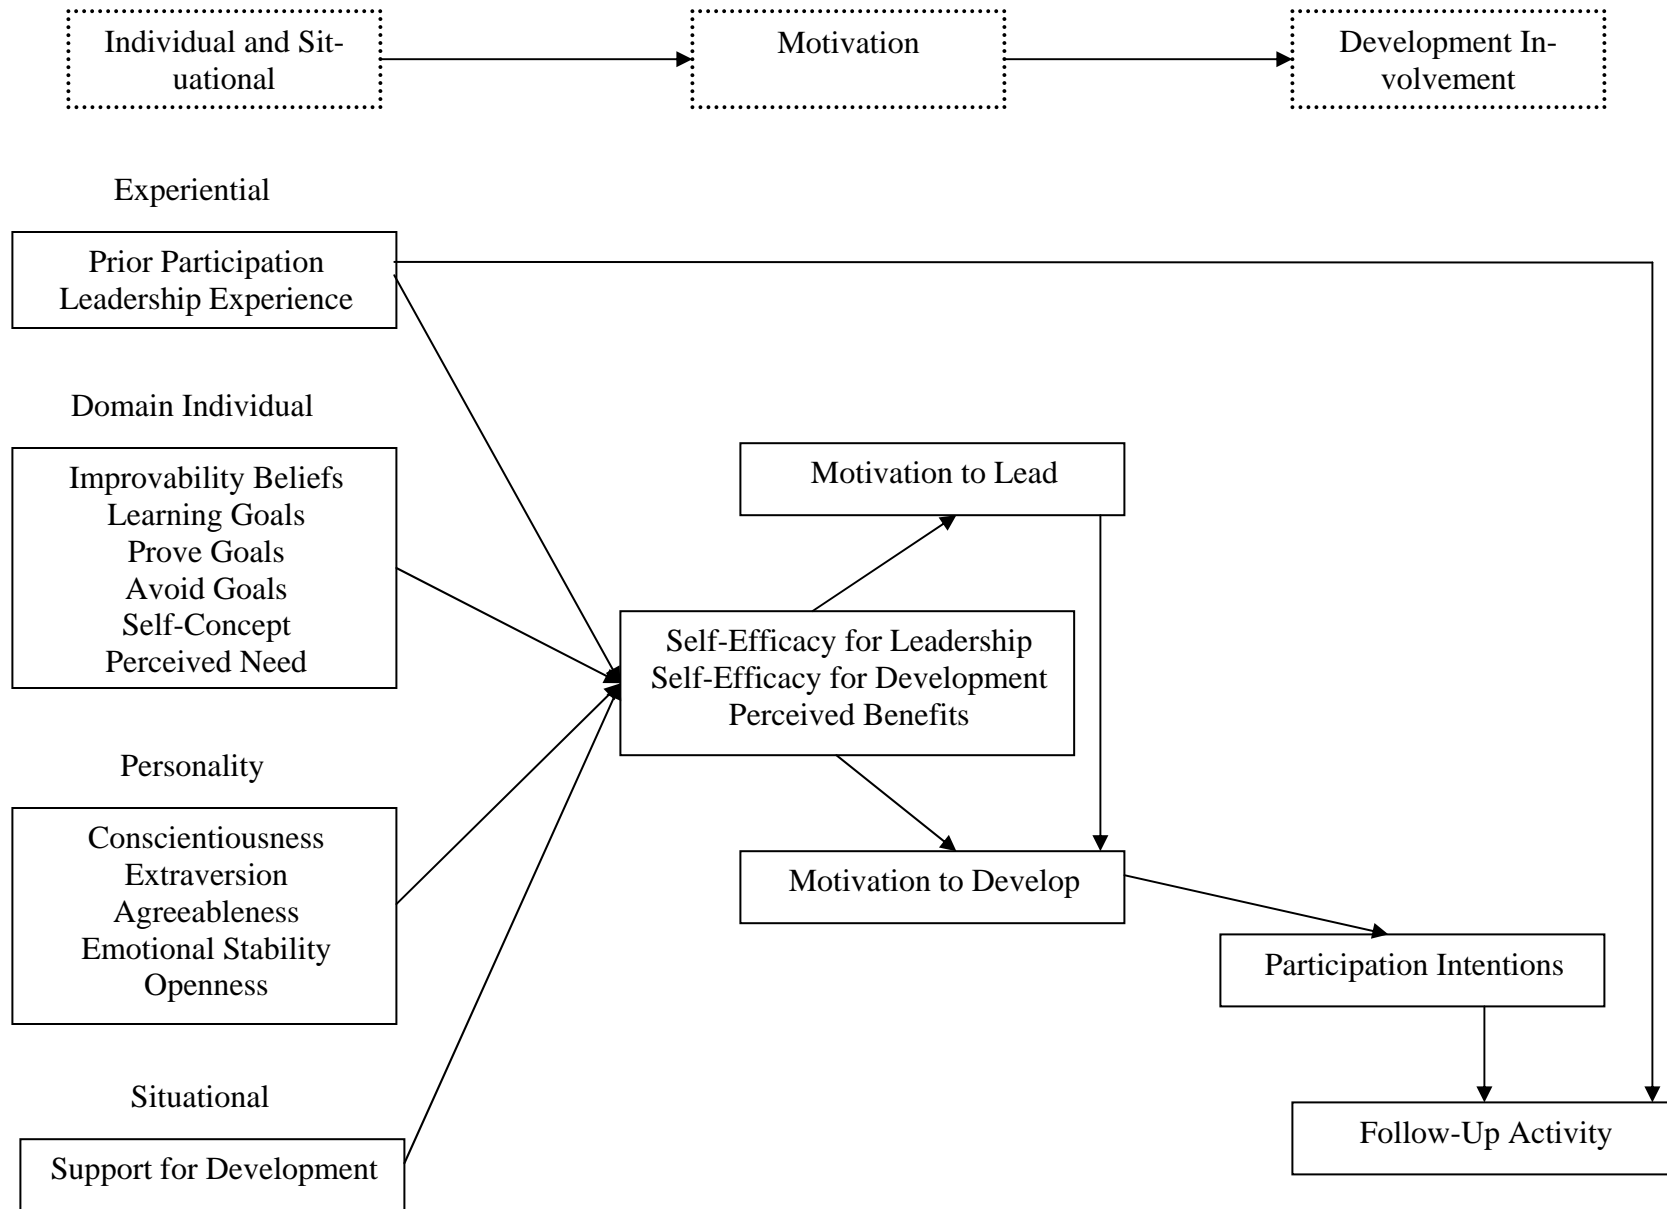 Individual and Sit-
uational
Motivation
Development In-
volvement
Experiential
Prior Participation
Leadership Experience
Domain Individual
Improvability Beliefs
Learning Goals
Prove Goals
Avoid Goals
Self-Concept
Perceived Need
Motivation to Lead
Self-Efficacy for Leadership
Self-Efficacy for Development
Perceived Benefits
Personality
Conscientiousness
Extraversion
Agreeableness
Emotional Stability
Openness
Motivation to Develop
Participation Intentions
Situational
Support for Development
Follow-Up Activity